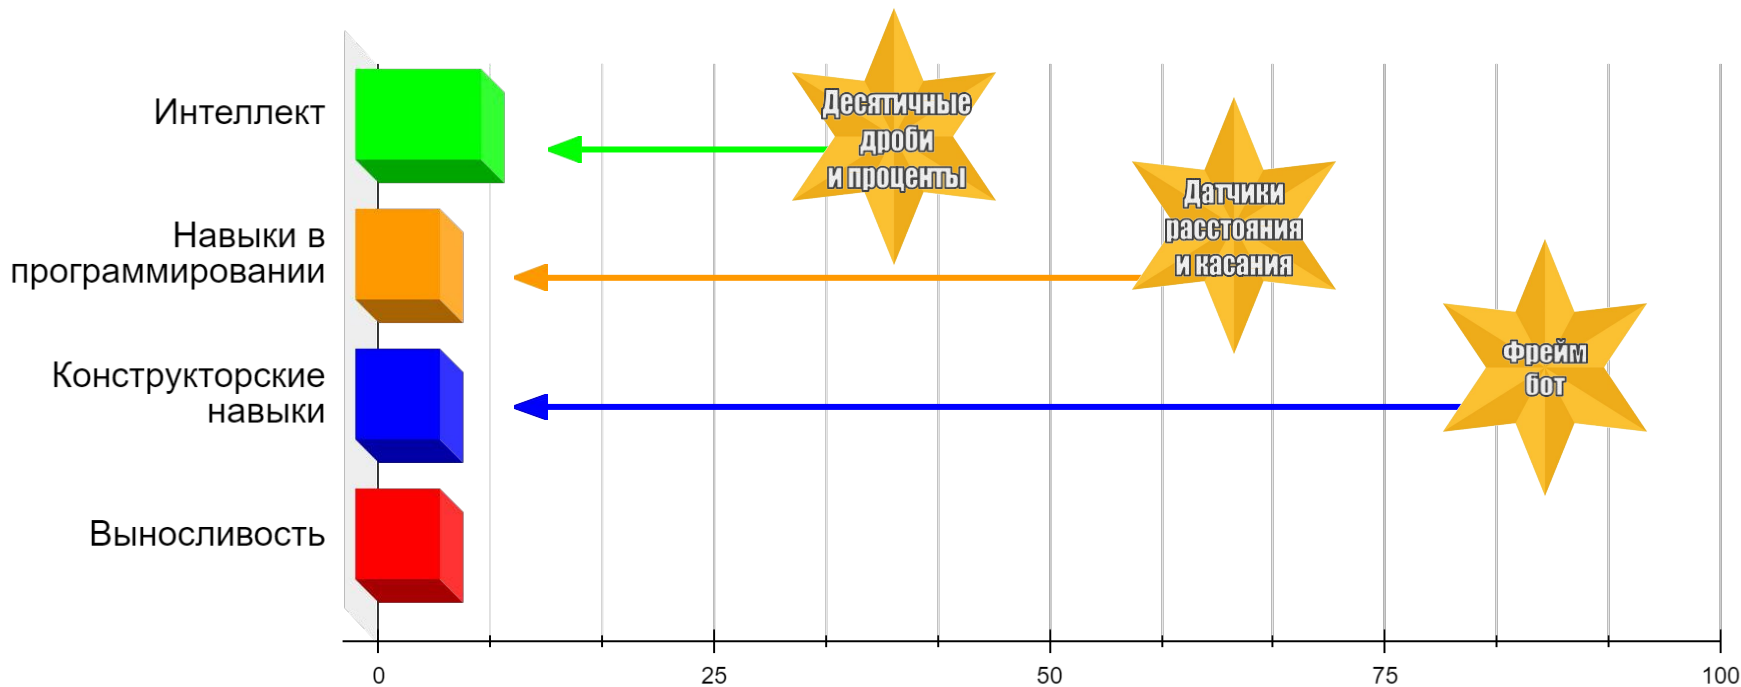 Интеллект
Навыки в
программировании
Конструкторские
навыки
Выносливость
Десятичные
дроби
и проценты
Датчики
расстояния
и касания
Фрейм
бот
0
25
50
75
100